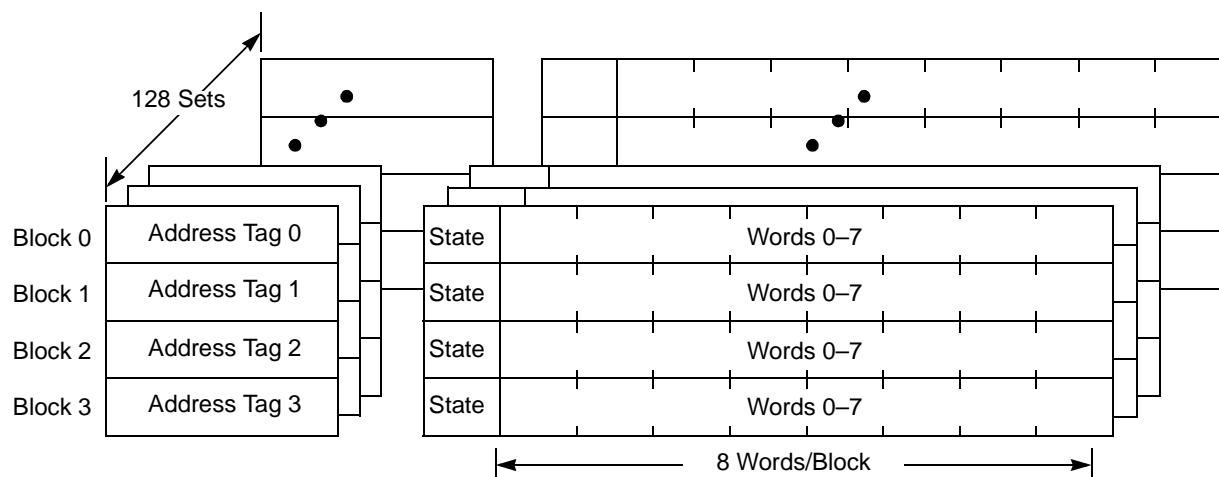 128 Sets
Block 0 Address Tag 0 State Words 0–7
Block 1 Address Tag 1 State Words 0–7
Block 2 Address Tag 2 State Words 0–7
Block 3 Address Tag 3 State Words 0–7
8 Words/Block